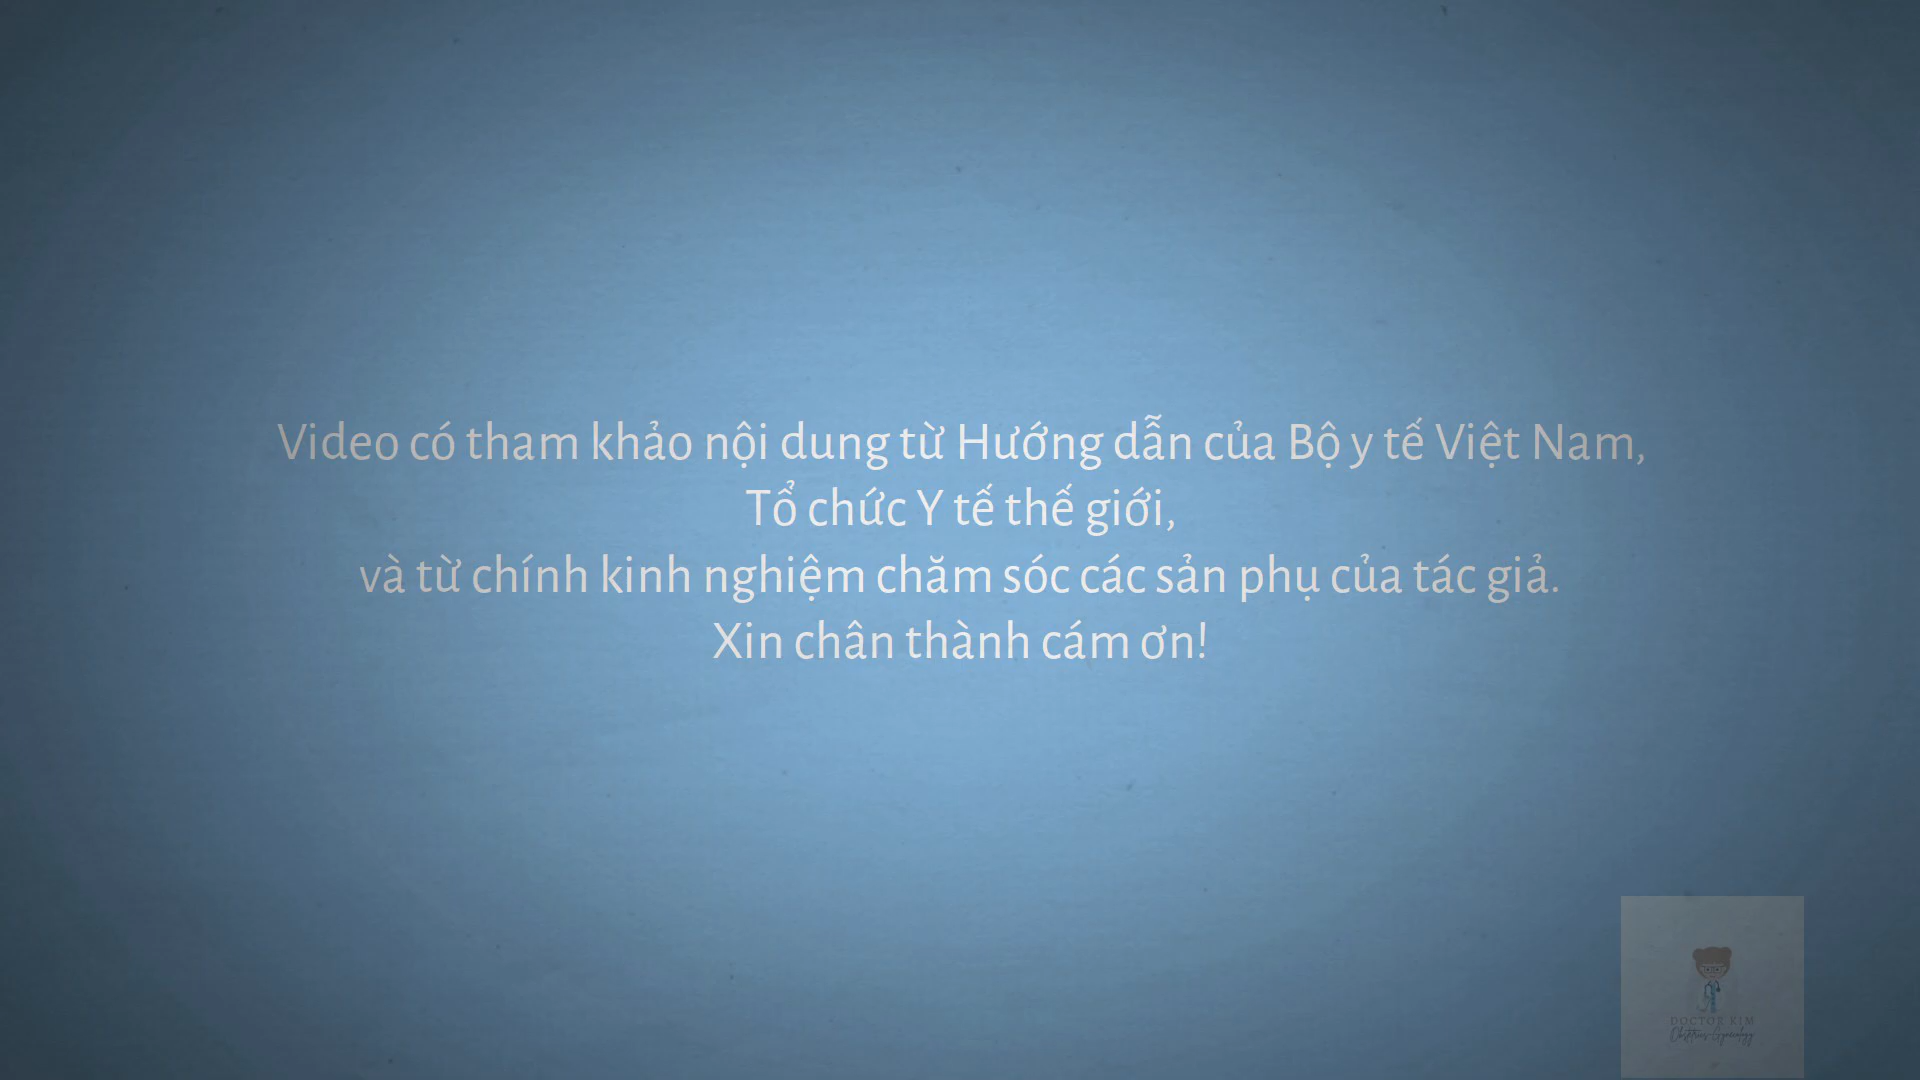 Video có tham khảo nội dung từ Hướng dẫn của Bộ y tế Việt Nam,
Tổ chức Y tế thế giới,
và từ chính kinh nghiệm chăm sóc các sản phụ của tác giả.
Xin chân thành cám ơn!
DOCTOR KIM
Obstetrics-Gynecology